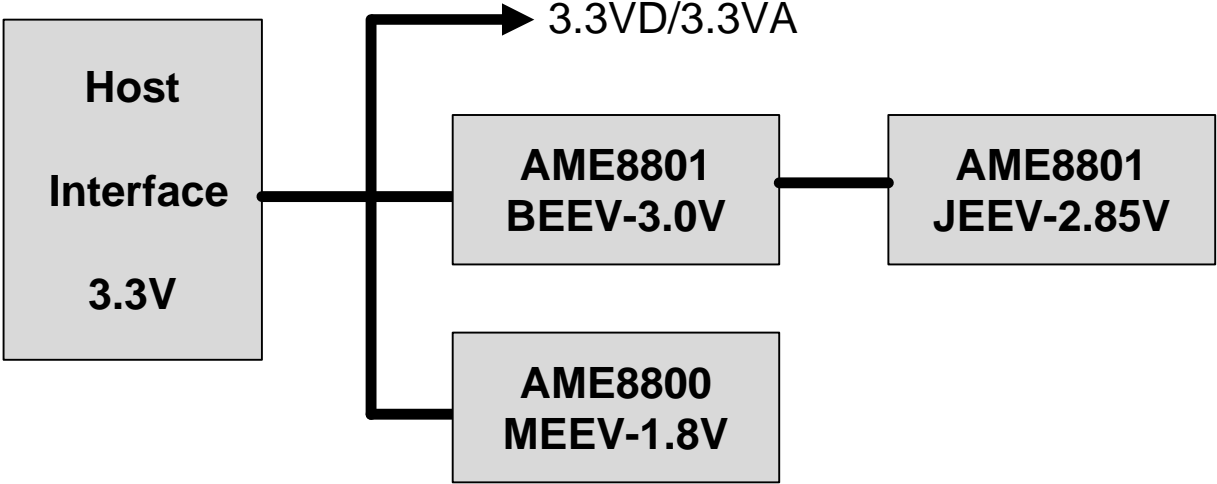 3.3VD/3.3VA
Host
Interface
3.3V
AME8801
BEEV-3.0V
AME8801
JEEV-2.85V
AME8800
MEEV-1.8V